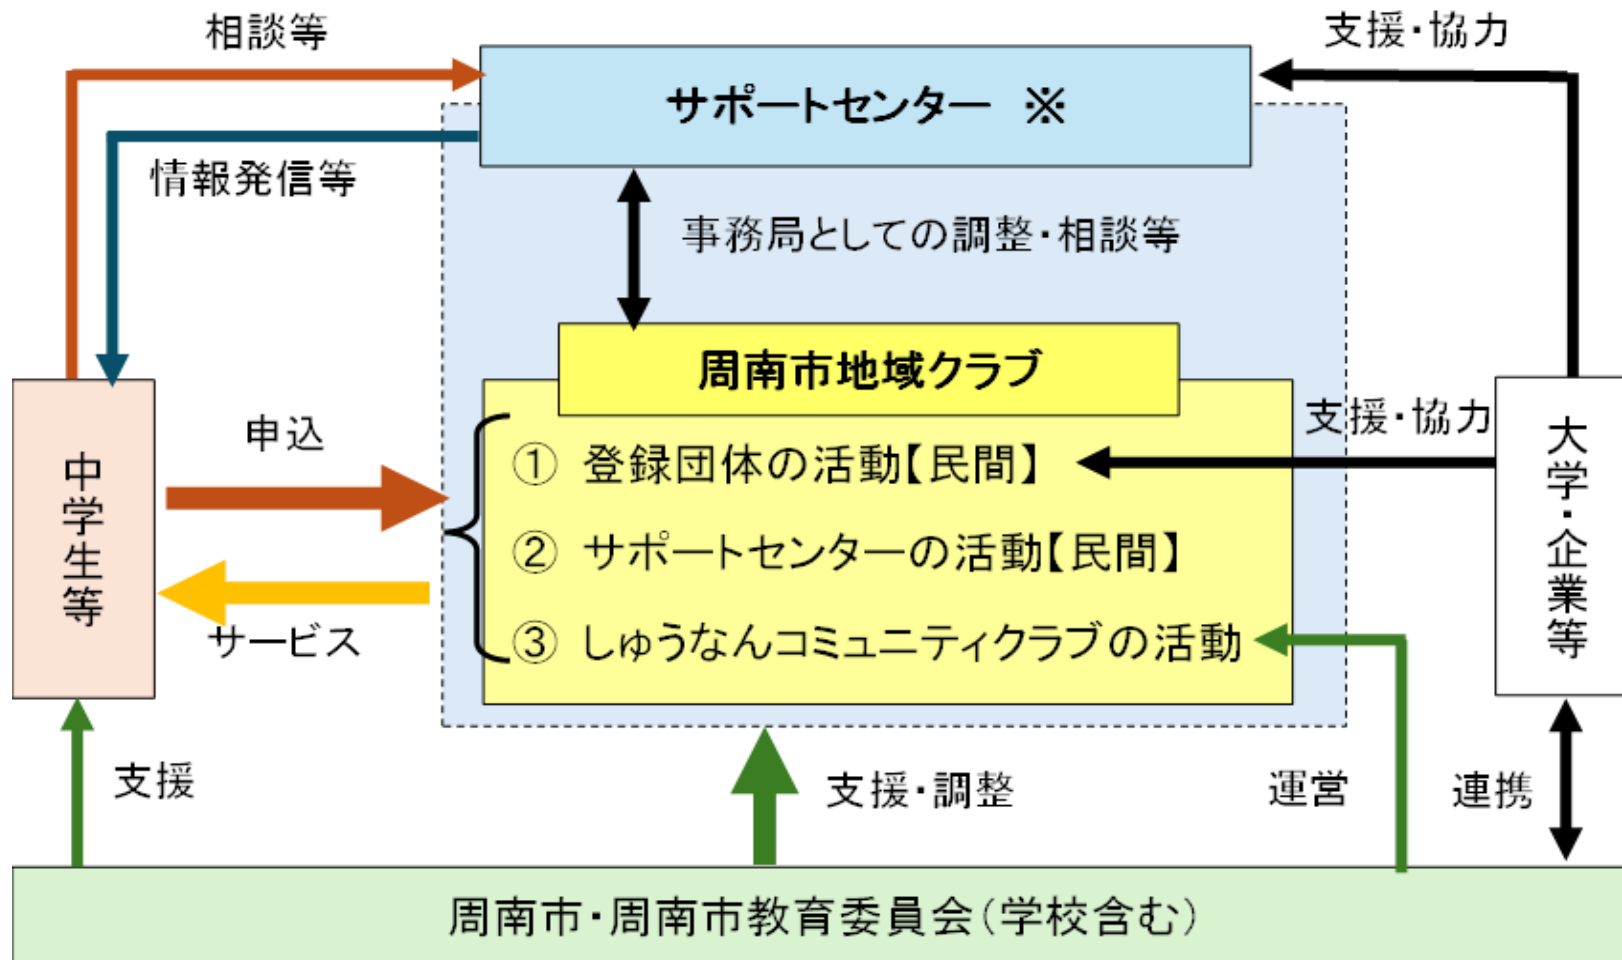 相談等
支援・協力
サポートセンター ※
情報発信等
事務局としての調整・相談等
周南市地域クラブ
申込
支援・協力
① 登録団体の活動【民間】
中学生等
大学・企業等
② サポートセンターの活動【民間】
サービス
③ しゅうなんコミュニティクラブの活動
支援
支援・調整
運営
連携
周南市・周南市教育委員会(学校含む)